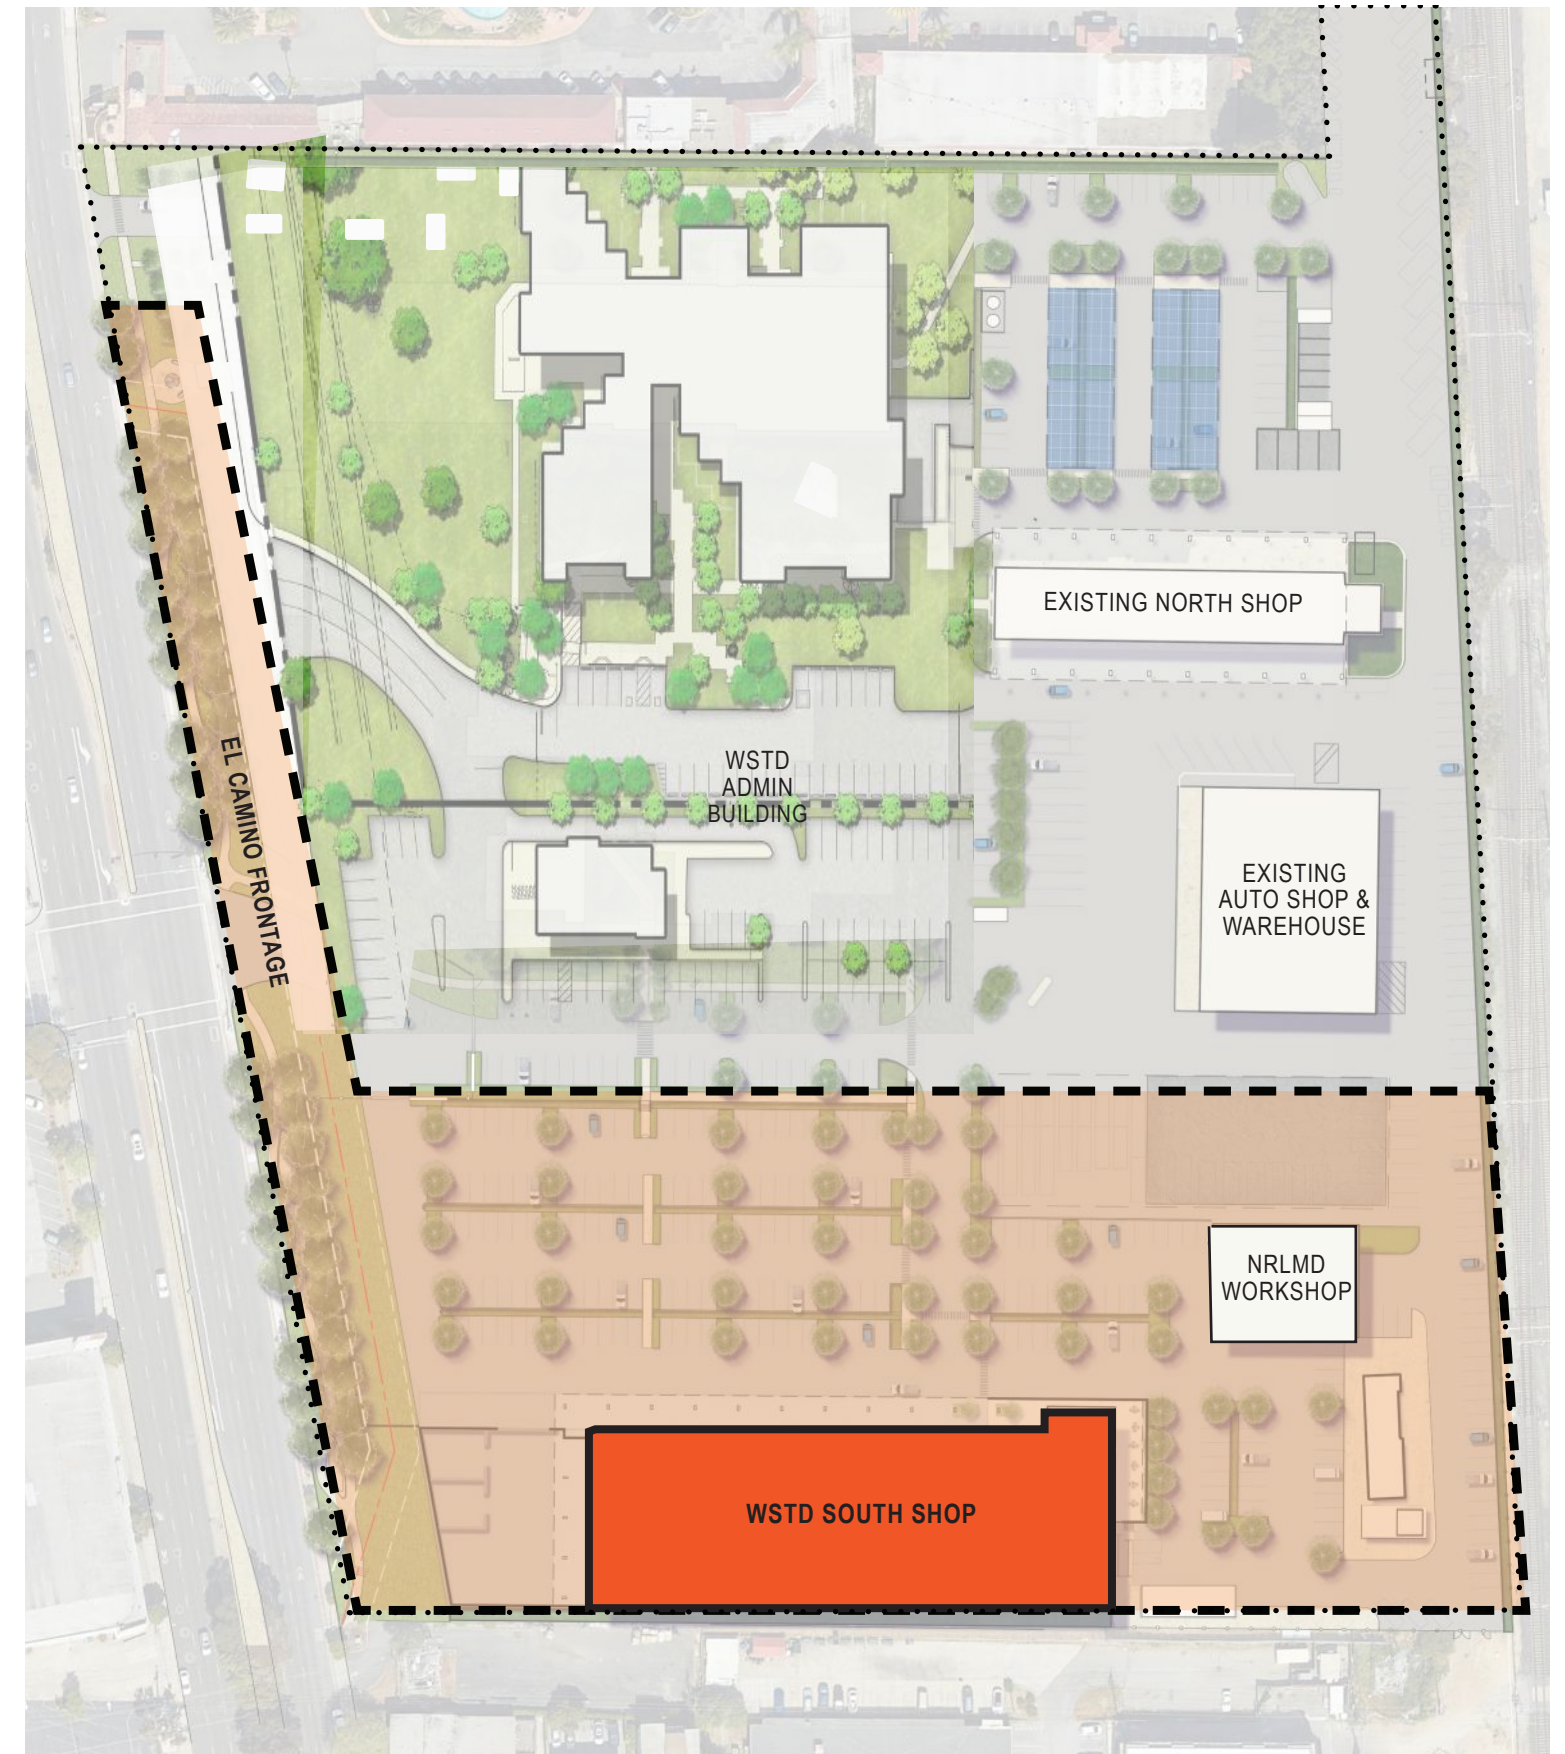 EXISTING NORTH SHOP
EL CAMINO FRONTAGE
WSTD
ADMIN
BUILDING
EXISTING
AUTO SHOP &
WAREHOUSE
NRLMD
WORKSHOP
WSTD SOUTH SHOP